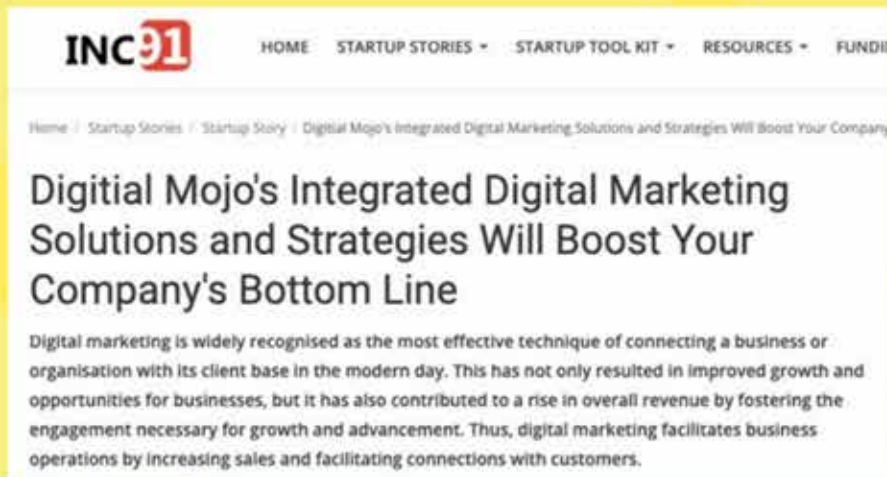 INC91
HOME STARTUP STORIES STARTUP TOOL KIT RESOURCES
Home / Startup Stories / Startup Story / Digitial Mojo's Integrated Digital Marketing Solutions and Strategies Will Boost Your Company
Digitial Mojo's Integrated Digital Marketing
Solutions and Strategies Will Boost Your
Company's Bottom Line
Digital marketing is widely recognised as the most effective technique of connecting a business or
organisation with its client base in the modern day. This has not only resulted in improved growth and
opportunities for businesses, but it has also contributed to a rise in overall revenue by fostering the
engagement necessary for growth and advancement. Thus, digital marketing facilitates business
operations by increasing sales and facilitating connections with customers.